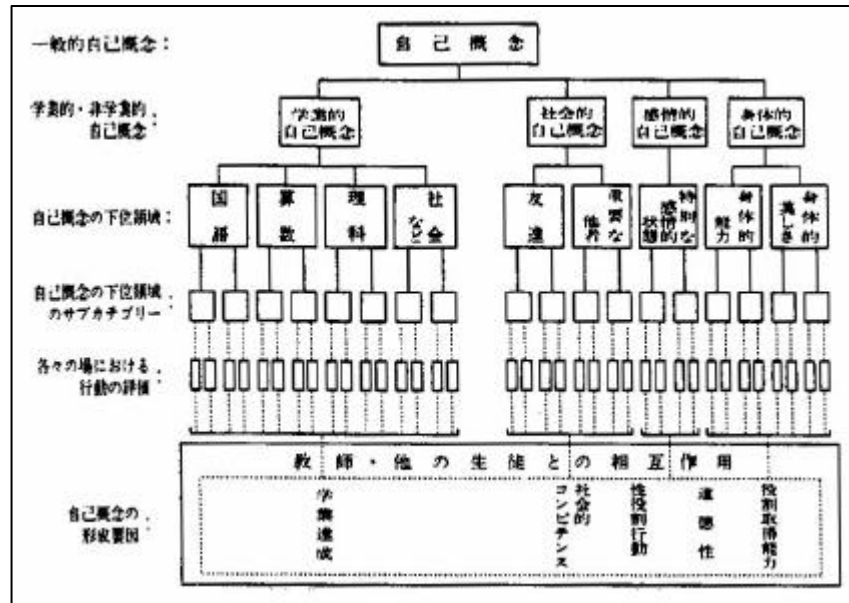 一般的自己概念：
自己概念
学業的・非学業的
自己概念：
学業的
自己概念
社会的
自己概念
感情的
自己概念
身体的
自己概念
自己概念の下位領域：
国語
算数
理科
社会
など
友達
重要な
他者
特別な
感情的
状態
身体的
能力
身体的
美しさ
自己概念の下位領域
のサブカテゴリー：
各々の場における
行動の評価：
教師・他の生徒との相互作用
自己概念の
形成要因：
学業達成
社会的
コンピテンス
性役割行動
道徳性
役割取得能力